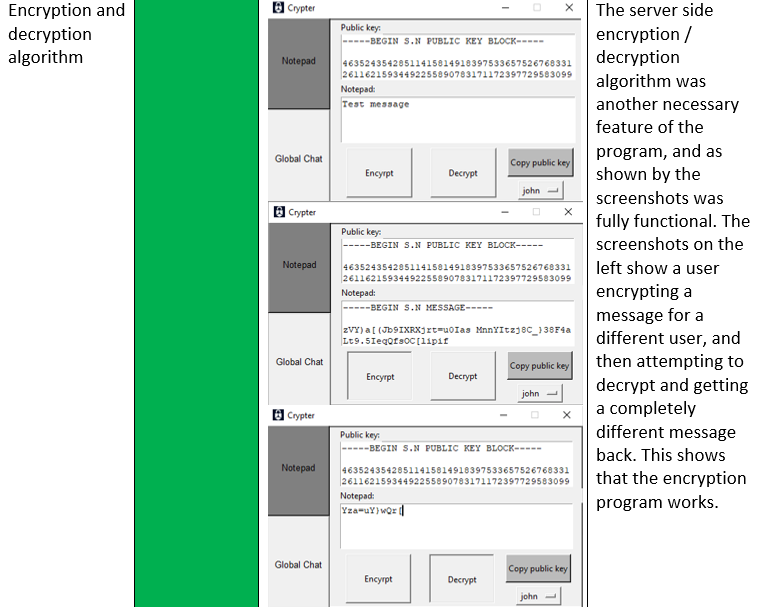 Encryption and
decryption
algorithm
Crypter
Public key:
-----BEGIN S.N PUBLIC KEY BLOCK-----
46352435428511415814918397533657526768331
26116215934492255890783171172397729583099
Notepad:
Test message
Notepad
Global Chat
Encyrpt
Decrypt
Copy public key
john
Crypter
Public key:
-----BEGIN S.N PUBLIC KEY BLOCK-----
46352435428511415814918397533657526768331
26116215934492255890783171172397729583099
Notepad:
-----BEGIN S.N MESSAGE-----
zVY)a[(Jb9IXRXjrt=u0Ias MnnYItzj8C_)38F4a
Lt9.5IeqQfsOC[lipif
Notepad
Global Chat
Encyrpt
Decrypt
Copy public key
john
Crypter
Public key:
-----BEGIN S.N PUBLIC KEY BLOCK-----
46352435428511415814918397533657526768331
26116215934492255890783171172397729583099
Notepad:
Yza=uY)wQr[
Notepad
Global Chat
Encyrpt
Decrypt
Copy public key
john
The server side
encryption /
decryption
algorithm was
another necessary
feature of the
program, and as
shown by the
screenshots was
fully functional. The
screenshots on the
left show a user
encrypting a
message for a
different user, and
then attempting to
decrypt and getting
a completely
different message
back. This shows
that the encryption
program works.